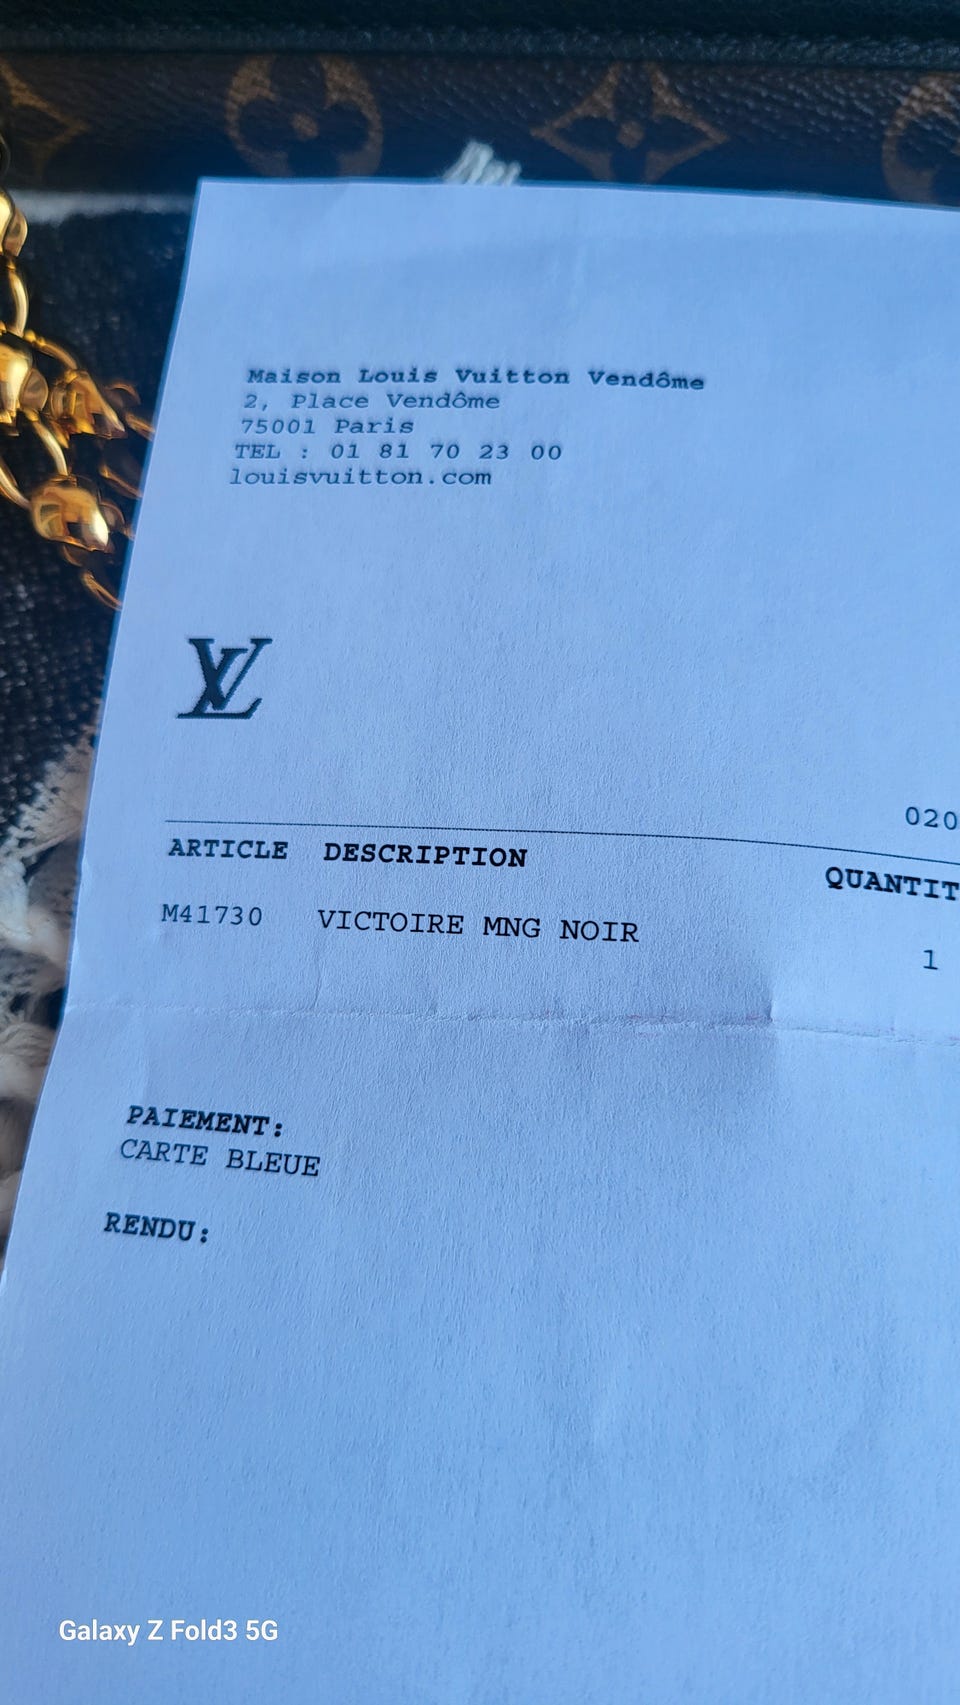 Maison Louis Vuitton Vendôme
2, Place Vendôme
75001 Paris
TEL : 01 81 70 23 00
louisvuitton.com
LV
020
ARTICLE DESCRIPTION QUANTIT
M41730 VICTOIRE MNG NOIR 1
PAIEMENT:
CARTE BLEUE
RENDU:
Galaxy Z Fold3 5G